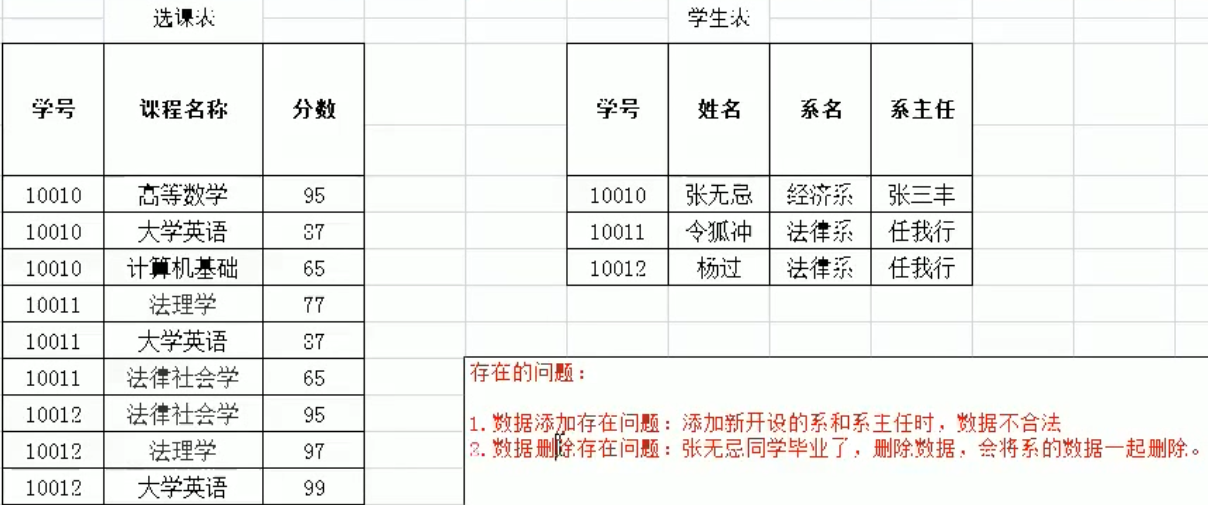 选课表
学生表
学号 课程名称 分数
学号 姓名 系名 系主任
10010 高等数学 95
10010 张无忌 经济系 张三丰
10010 大学英语 87
10011 令狐冲 法律系 任我行
10010 计算机基础 65
10012 杨过 法律系 任我行
10011 法理学 77
10011 大学英语 87
10011 法律社会学 65
10012 法律社会学 95
10012 法理学 97
10012 大学英语 99
存在的问题：
1.数据添加存在问题：添加新开设的系和系主任时，数据不合法
2.数据删除存在问题：张无忌同学毕业了，删除数据，会将系的数据一起删除。